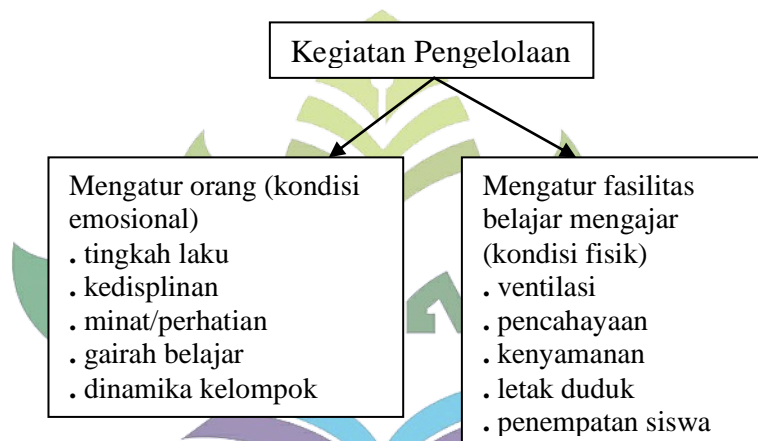 Kegiatan Pengelolaan
Mengatur orang (kondisi
emosional)
. tingkah laku
. kedisplinan
. minat/perhatian
. gairah belajar
. dinamika kelompok
Mengatur fasilitas
belajar mengajar
(kondisi fisik)
. ventilasi
. pencahayaan
. kenyamanan
. letak duduk
. penempatan siswa